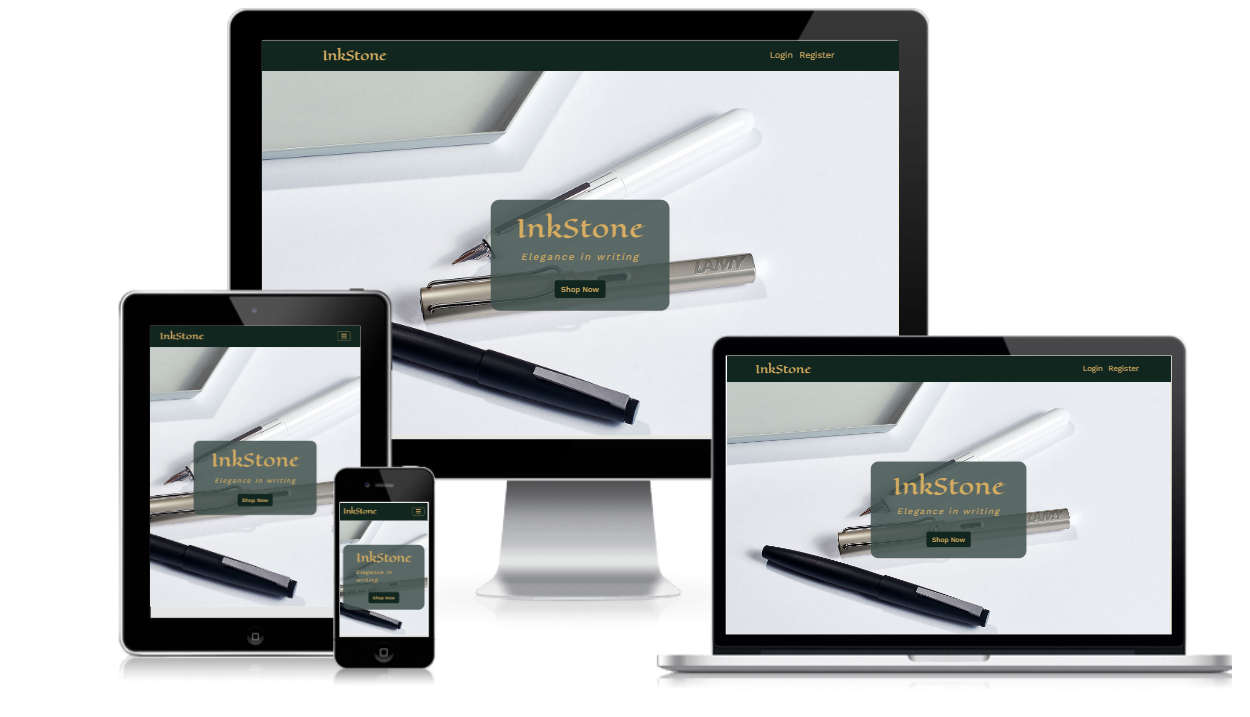 InkStone
Login Register
InkStone
Elegance in writing
Shop Now
LAMY
InkStone
InkStone
Elegance in writing
Shop Now
InkStone
InkStone
Elegance in
writing
Shop Now
InkStone
Login Register
InkStone
Elegance in writing
Shop Now
LAMY